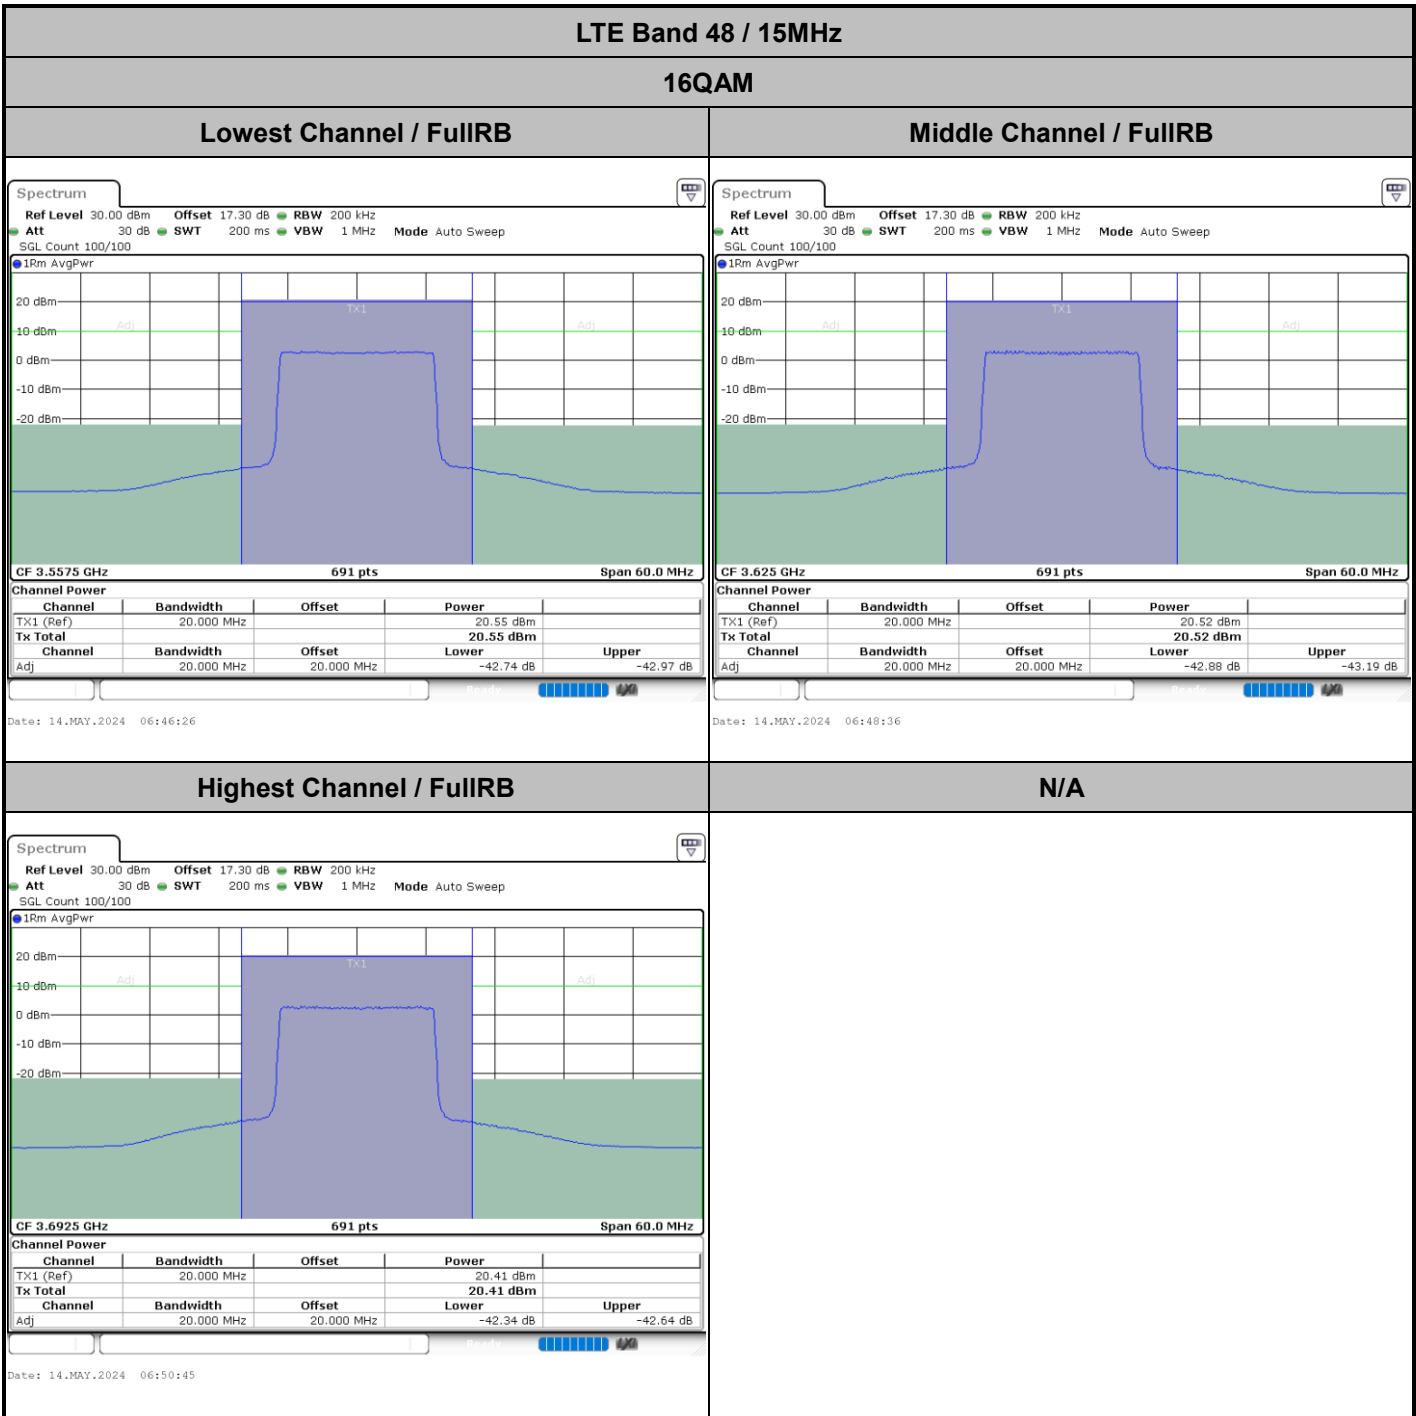 LTE Band 48 / 15MHz
16QAM
Lowest Channel / FullRB
Middle Channel / FullRB
Spectrum
Ref Level 30.00 dBm Offset 17.30 dB RBW 200 kHz
Att 30 dB SWT 200 ms VBW 1 MHz Mode Auto Sweep
SGL Count 100/100
1Rm AvgPwr
20 dBm
10 dBm
0 dBm
-10 dBm
-20 dBm
Adj
TX1
Adj
CF 3.5575 GHz 691 pts Span 60.0 MHz
Channel Power
Channel Bandwidth Offset Power
TX1 (Ref) 20.000 MHz 20.55 dBm
Tx Total 20.55 dBm
Channel Bandwidth Offset Lower Upper
Adj 20.000 MHz 20.000 MHz -42.74 dB -42.97 dB
Ready
Date: 14.MAY.2024 06:46:26
Spectrum
Ref Level 30.00 dBm Offset 17.30 dB RBW 200 kHz
Att 30 dB SWT 200 ms VBW 1 MHz Mode Auto Sweep
SGL Count 100/100
1Rm AvgPwr
20 dBm
10 dBm
0 dBm
-10 dBm
-20 dBm
Adj
TX1
Adj
CF 3.625 GHz 691 pts Span 60.0 MHz
Channel Power
Channel Bandwidth Offset Power
TX1 (Ref) 20.000 MHz 20.52 dBm
Tx Total 20.52 dBm
Channel Bandwidth Offset Lower Upper
Adj 20.000 MHz 20.000 MHz -42.88 dB -43.19 dB
Ready
Date: 14.MAY.2024 06:48:36
Highest Channel / FullRB
N/A
Spectrum
Ref Level 30.00 dBm Offset 17.30 dB RBW 200 kHz
Att 30 dB SWT 200 ms VBW 1 MHz Mode Auto Sweep
SGL Count 100/100
1Rm AvgPwr
20 dBm
10 dBm
0 dBm
-10 dBm
-20 dBm
Adj
TX1
Adj
CF 3.6925 GHz 691 pts Span 60.0 MHz
Channel Power
Channel Bandwidth Offset Power
TX1 (Ref) 20.000 MHz 20.41 dBm
Tx Total 20.41 dBm
Channel Bandwidth Offset Lower Upper
Adj 20.000 MHz 20.000 MHz -42.34 dB -42.64 dB
Ready
Date: 14.MAY.2024 06:50:45